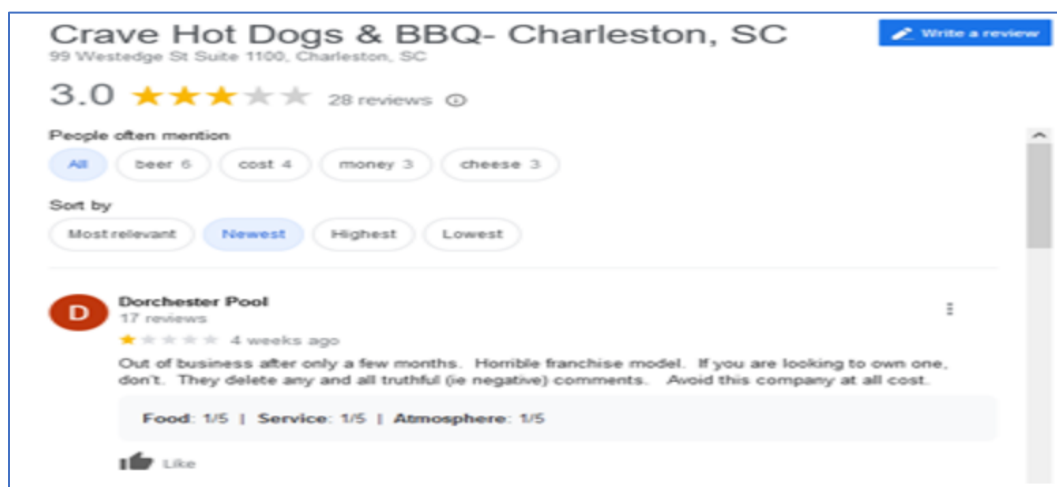 Crave Hot Dogs & BBQ- Charleston, SC
Write a review
99 Westedge St Suite 1100, Charleston, SC
3.0 28 reviews
People often mention
All beer 6 cost 4 money 3 cheese 3
Sort by
Most relevant Newest Highest Lowest
D
Dorchester Pool
17 reviews
4 weeks ago
Out of business after only a few months. Horrible franchise model. If you are looking to own one,
don't. They delete any and all truthful (ie negative) comments. Avoid this company at all cost.
Food: 1/5 | Service: 1/5 | Atmosphere: 1/5
Like